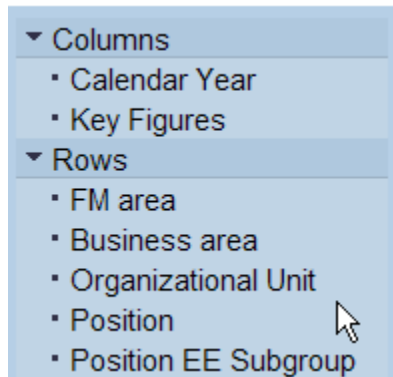 Columns
Calendar Year
Key Figures
Rows
FM area
Business area
Organizational Unit
Position
Position EE Subgroup